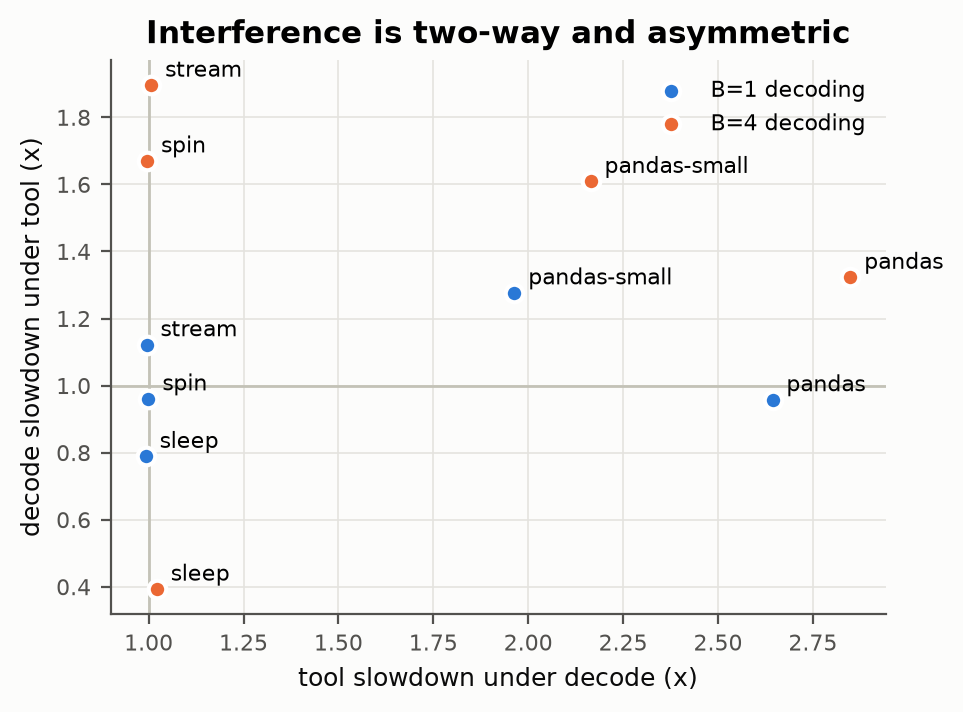 Interference is two-way and asymmetric
stream
B=1 decoding
B=4 decoding
1.8
spin
pandas-small
1.6
1.4
pandas
pandas-small
1.2
stream
1.0
spin
pandas
0.8
sleep
0.6
0.4
sleep
decode slowdown under tool (x)
1.00 1.25 1.50 1.75 2.00 2.25 2.50 2.75
tool slowdown under decode (x)